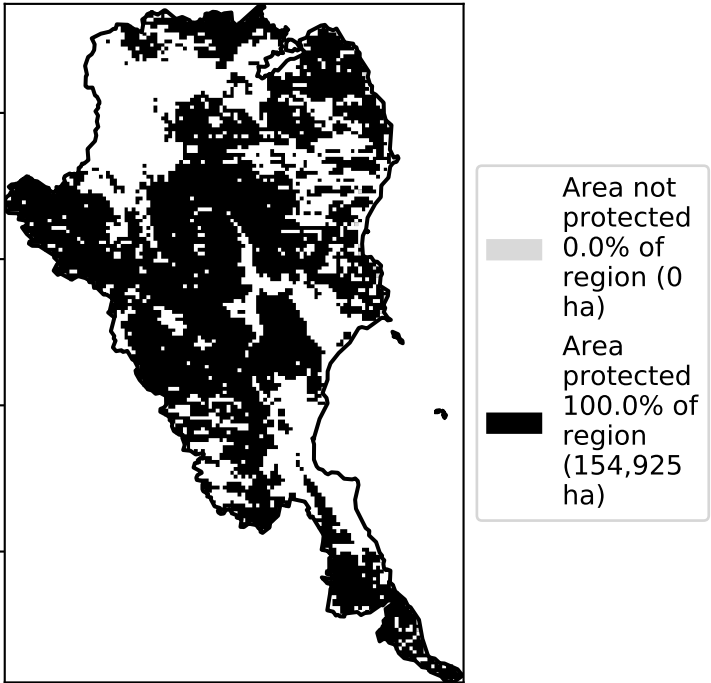 Area not
protected
0.0% of
region (0
ha)
Area
protected
100.0% of
region
(154,925
ha)